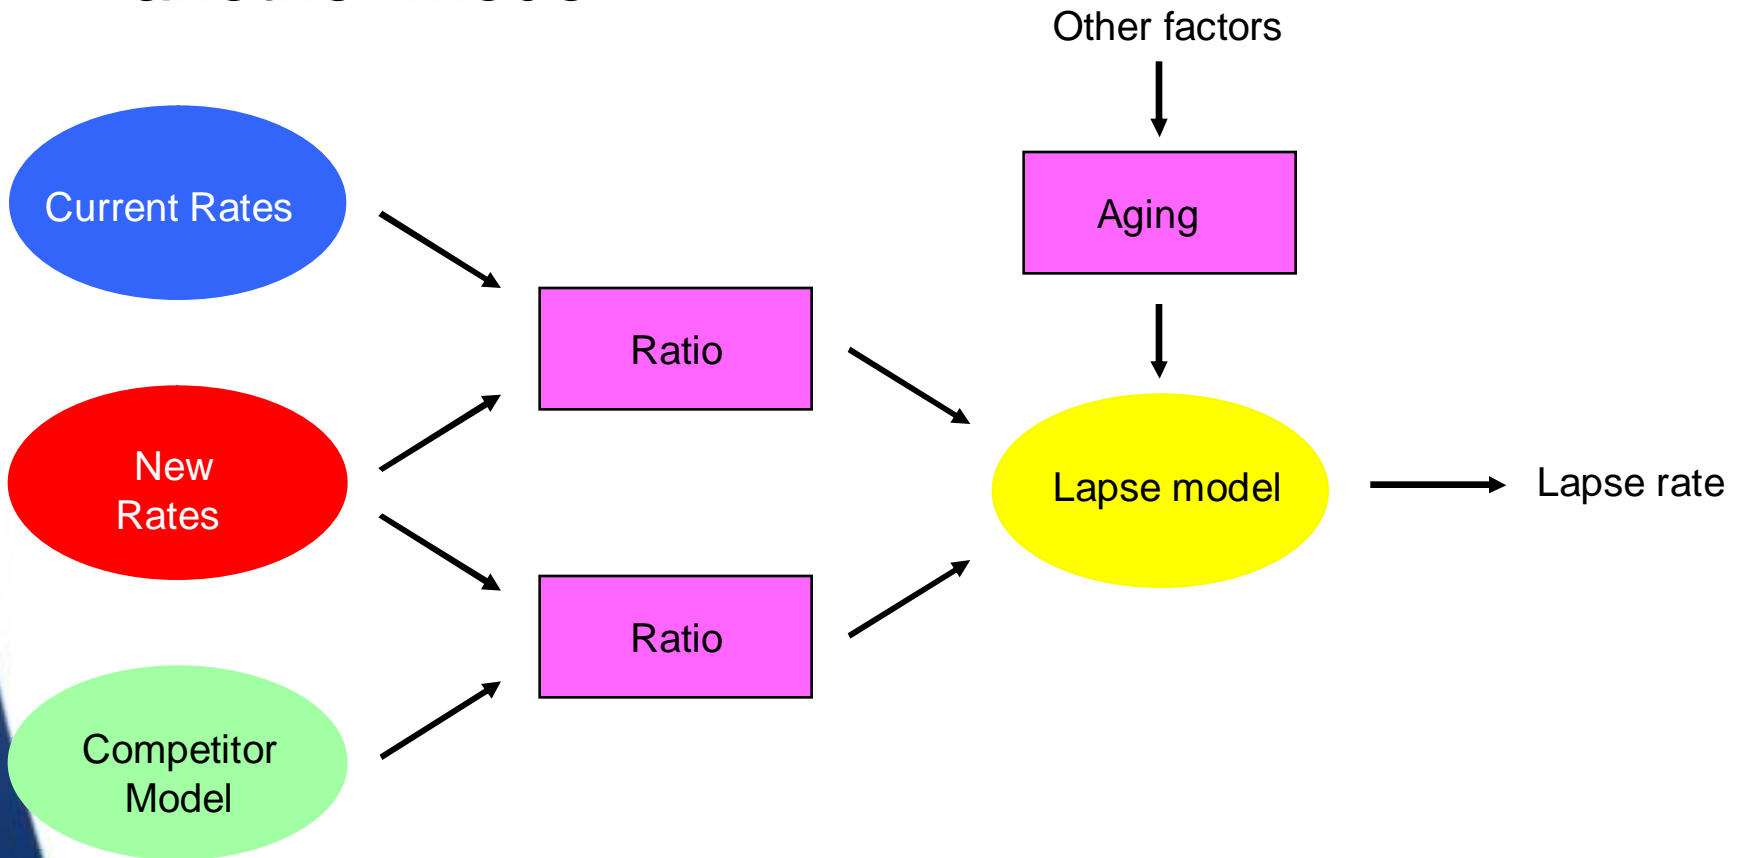 Other factors
Current Rates
Aging
Ratio
New
Rates
Lapse model
Lapse rate
Ratio
Competitor
Model